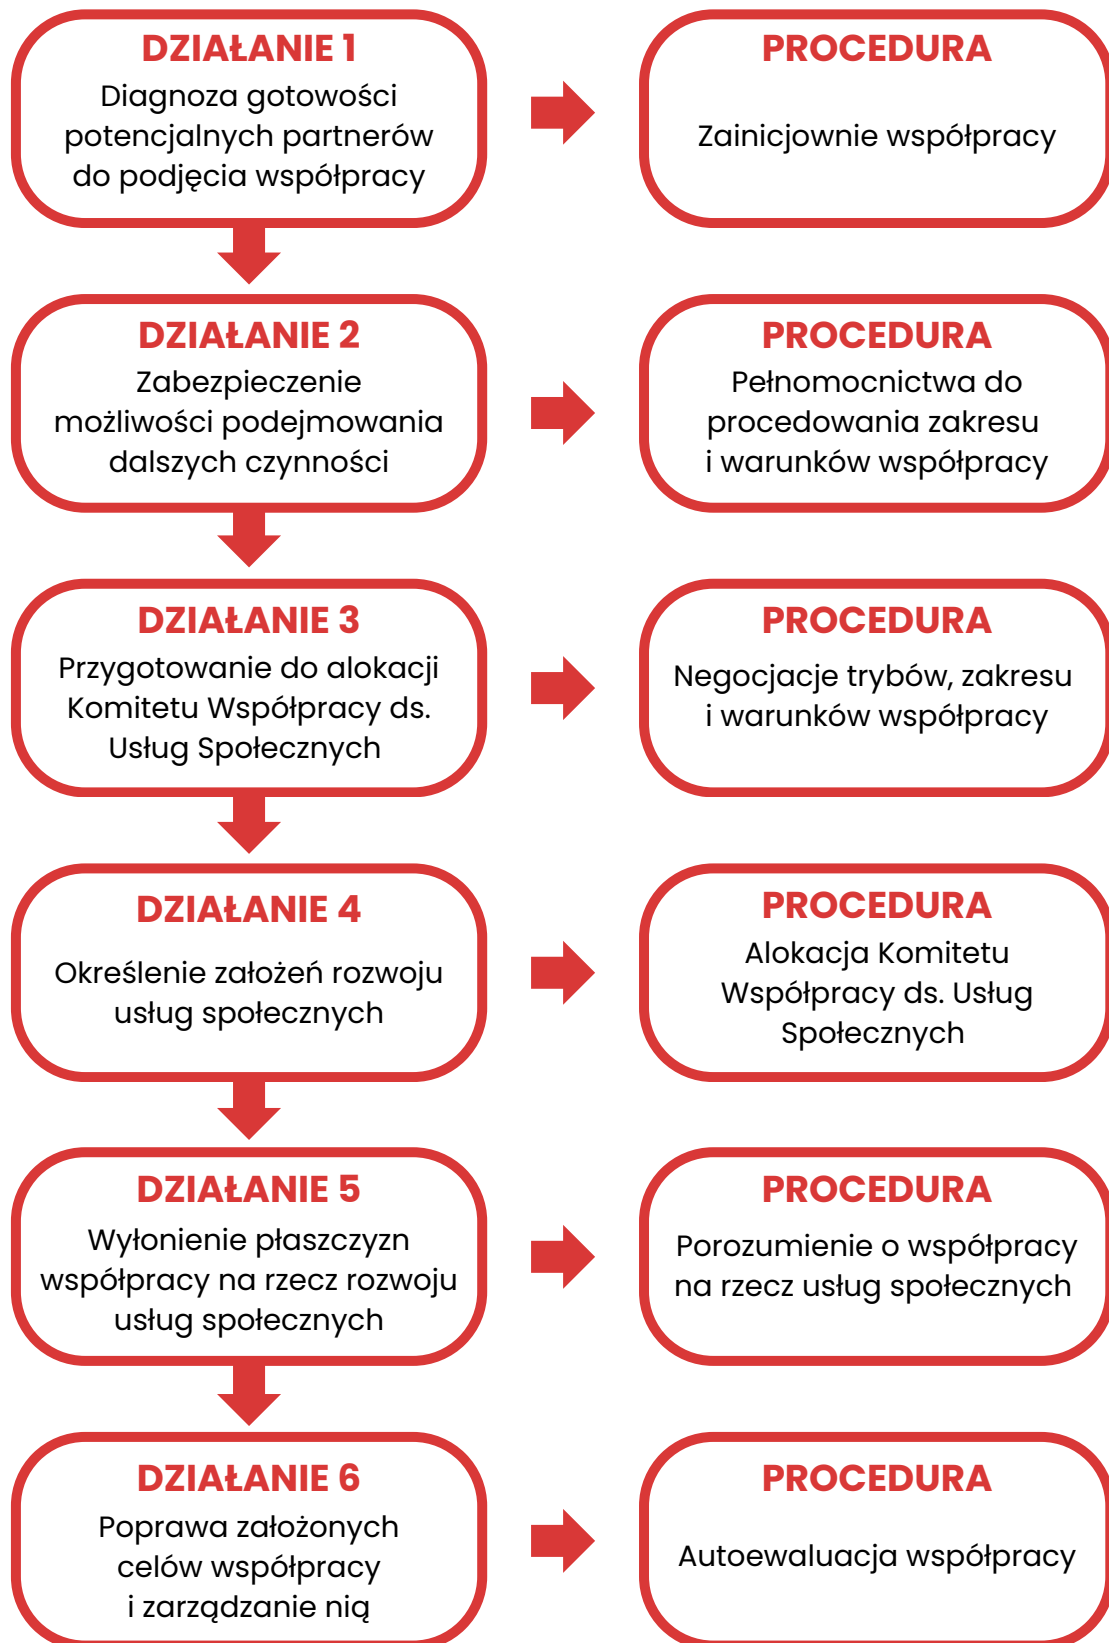 DZIAŁANIE 1
Diagnoza gotowości
potencjalnych partnerów
do podjęcia współpracy
PROCEDURA
Zainicjownie współpracy
DZIAŁANIE 2
Zabezpieczenie
możliwości podejmowania
dalszych czynności
PROCEDURA
Pełnomocnictwa do
procedowania zakresu
i warunków współpracy
DZIAŁANIE 3
Przygotowanie do alokacji
Komitetu Współpracy ds.
Usług Społecznych
PROCEDURA
Negocjacje trybów, zakresu
i warunków współpracy
DZIAŁANIE 4
Określenie założeń rozwoju
usług społecznych
PROCEDURA
Alokacja Komitetu
Współpracy ds. Usług
Społecznych
DZIAŁANIE 5
Wyłonienie płaszczyzn
współpracy na rzecz rozwoju
usług społecznych
PROCEDURA
Porozumienie o współpracy
na rzecz usług społecznych
DZIAŁANIE 6
Poprawa założonych
celów współpracy
i zarządzanie nią
PROCEDURA
Autoewaluacja współpracy